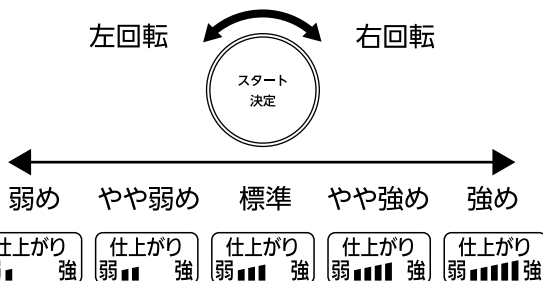 左回転 右回転
スタート
決定
弱め やや弱め 標準 やや強め 強め
仕上がり 仕上がり 仕上がり 仕上がり 仕上がり
弱 強 弱 強 弱 強 弱 強 弱 強